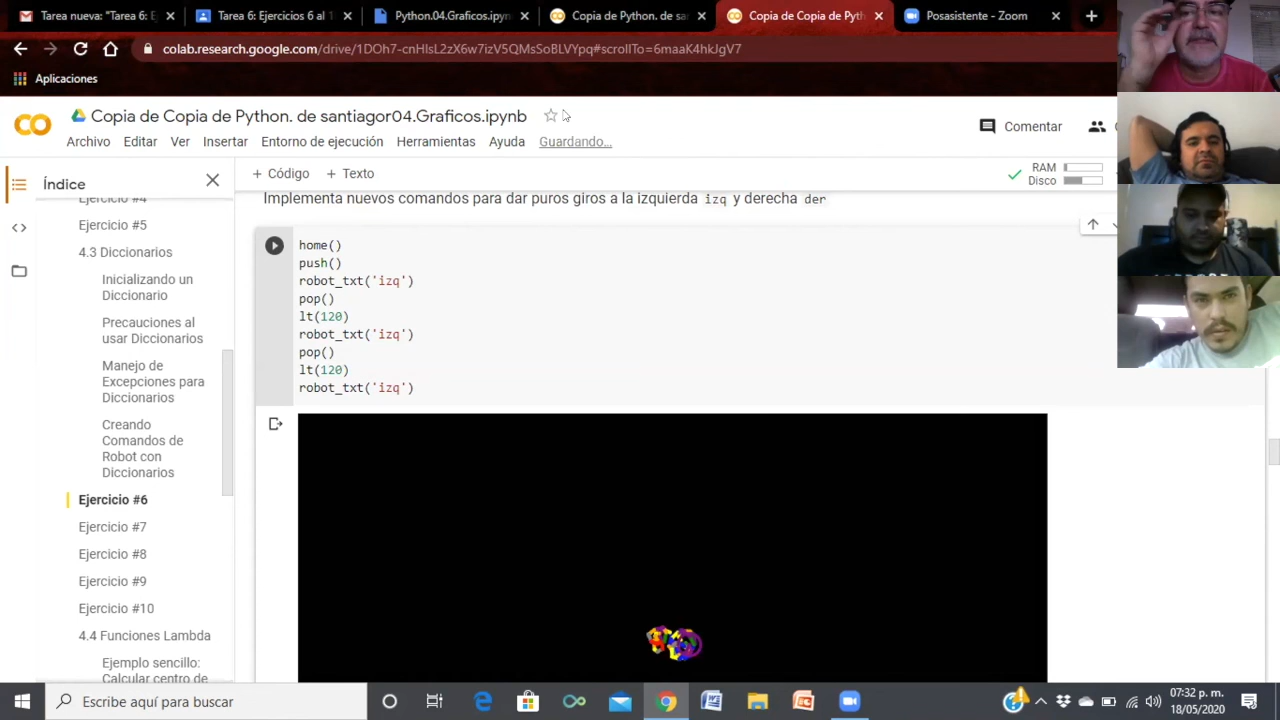 Tarea nueva: "Tarea 6: E
Tarea 6: Ejercicios 6 al
Python.04.Graficos.ipynb
Copia de Python. de sa
Copia de Copia de Pyth
Posasistente - Zoom
colab.research.google.com/drive/1DOh7-cnHlsL2zX6w7izV5QMsSoBLVYpq#scrollTo=6maaK4hkJgV7
Aplicaciones
Copia de Copia de Python. de santiagor04.Graficos.ipynb
Archivo Editar Ver Insertar Entorno de ejecución Herramientas Ayuda Guardando...
Comentar
+ Código + Texto
RAM
Disco
Índice
Ejercicio #4
Ejercicio #5
4.3 Diccionarios
Inicializando un
Diccionario
Precauciones al
usar Diccionarios
Manejo de
Excepciones para
Diccionarios
Creando
Comandos de
Robot con
Diccionarios
Ejercicio #6
Ejercicio #7
Ejercicio #8
Ejercicio #9
Ejercicio #10
4.4 Funciones Lambda
Ejemplo sencillo:
Calcular centro de
Implementa nuevos comandos para dar puros giros a la izquierda izq y derecha der
home()
push()
robot_txt('izq')
pop()
lt(120)
robot_txt('izq')
pop()
lt(120)
robot_txt('izq')
Escribe aquí para buscar
07:32 p. m.
18/05/2020